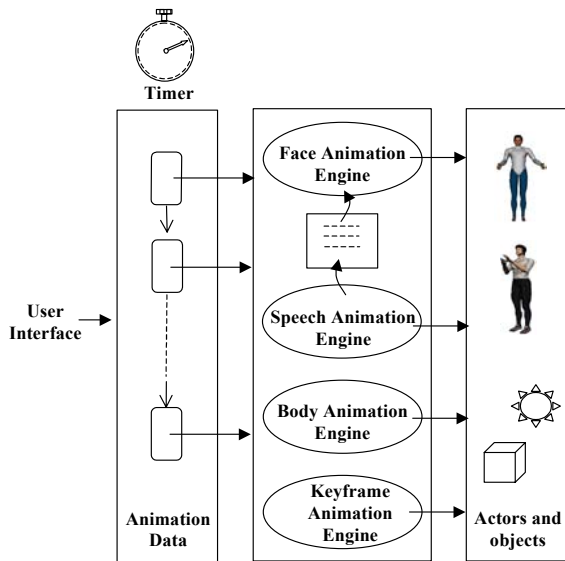 Timer
Face Animation
Engine
User
Interface
Speech Animation
Engine
Body Animation
Engine
Keyframe
Animation
Engine
Animation
Data
Actors and
objects